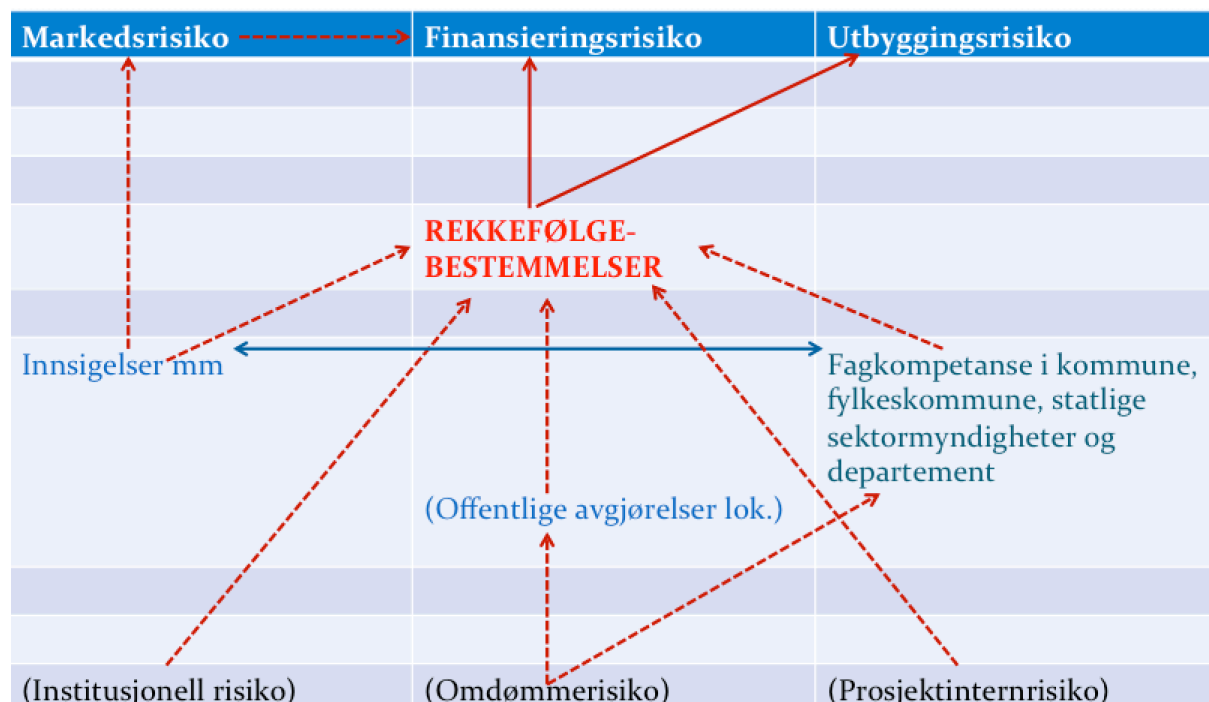 Markedsrisiko
Finansieringsrisiko
Utbyggingsrisiko
REKKEFØLGE-
BESTEMMELSER
Innsigelser mm
Fagkompetanse i kommune,
fylkeskommune, statlige
sektormyndigheter og
departement
(Offentlige avgjørelser lok.)
(Institusjonell risiko)
(Omdømmerisiko)
(Prosjektinternrisiko)